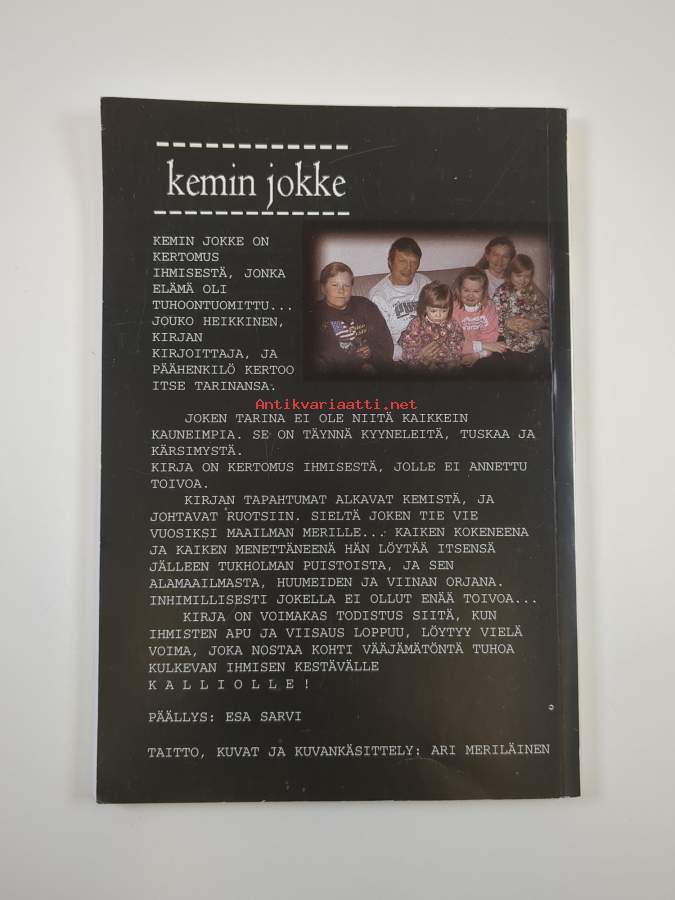 kemin jokke
KEMIN JOKKE ON
KERTOMUS
IHMISESTÄ, JONKA
ELÄMÄ OLI
TUHOONTUOMITTU...
JOUKO HEIKKINEN,
KIRJAN
KIRJOITTAJA, JA
PÄÄHENKILÖ KERTOO
ITSE TARINANSA.
Antikvariaatti.net
JOKEN TARINA EI OLE NIITÄ KAIKKEIN
KAUNEIMPIA. SE ON TÄYNNÄ KYYNELEITÄ, TUSKAA JA
KÄRSIMYSTÄ.
KIRJA ON KERTOMUS IHMISESTÄ, JOLLE EI ANNETTU
TOIVOA.
KIRJAN TAPAHTUMAT ALKAVAT KEMISTÄ, JA
JOHTAVAT RUOTSIIN. SIELTÄ JOKEN TIE VIE
VUOSIKSI MAAILMAN MERILLE... KAIKEN KOKENEENA
JA KAIKEN MENETTÄNEENÄ HÄN LÖYTÄÄ ITSENSÄ
JÄLLEEN TUKHOLMAN PUISTOISTA, JA SEN
ALAMAAILMASTA, HUUMEIDEN JA VIINAN ORJANA.
INHIMILLISESTI JOKELLA EI OLLUT ENÄÄ TOIVOA...
KIRJA ON VOIMAKAS TODISTUS SIITÄ, KUN
IHMISTEN APU JA VIISAUS LOPPUU, LÖYTYY VIELÄ
VOIMA, JOKA NOSTAA KOHTI VÄÄJÄMÄTÖNTÄ TUHOA
KULKEVAN IHMISEN KESTÄVÄLLE
K A L L I O L L E !
PÄÄLLYS: ESA SARVI
TAITTO, KUVAT JA KUVANKÄSITTELY: ARI MERILÄINEN